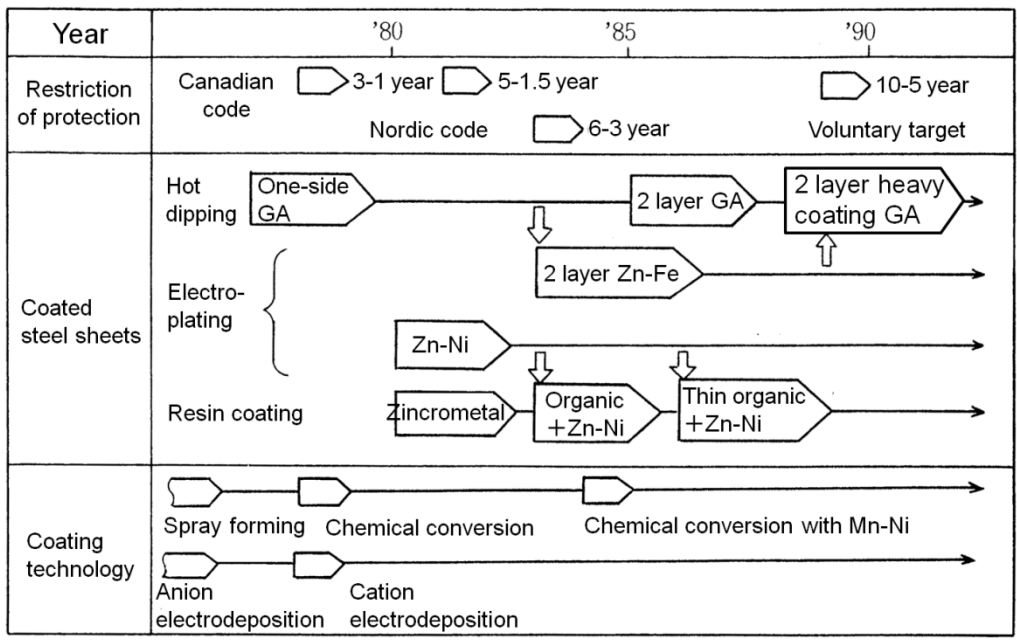 Year
'80
'85
'90
Restriction
of protection
Canadian
code
3-1 year
5-1.5 year
10-5 year
Nordic code
6-3 year
Voluntary target
Coated
steel sheets
Hot
dipping
One-side
GA
2 layer GA
2 layer heavy
coating GA
Electro-
plating
2 layer Zn-Fe
Zn-Ni
Resin coating
Zincrometal
Organic
+Zn-Ni
Thin organic
+Zn-Ni
Coating
technology
Spray forming
Chemical conversion
Chemical conversion with Mn-Ni
Anion
electrodeposition
Cation
electrodeposition